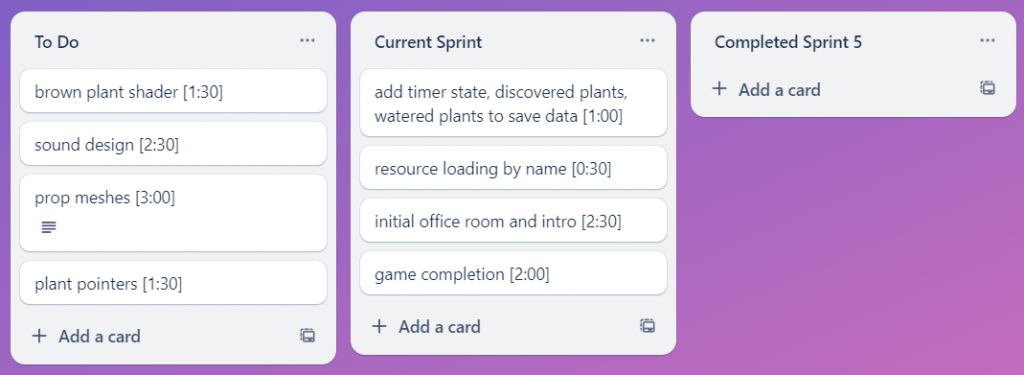 To Do
brown plant shader [1:30]
sound design [2:30]
prop meshes [3:00]
plant pointers [1:30]
Add a card
Current Sprint
add timer state, discovered plants,
watered plants to save data [1:00]
resource loading by name [0:30]
initial office room and intro [2:30]
game completion [2:00]
Add a card
Completed Sprint 5
Add a card